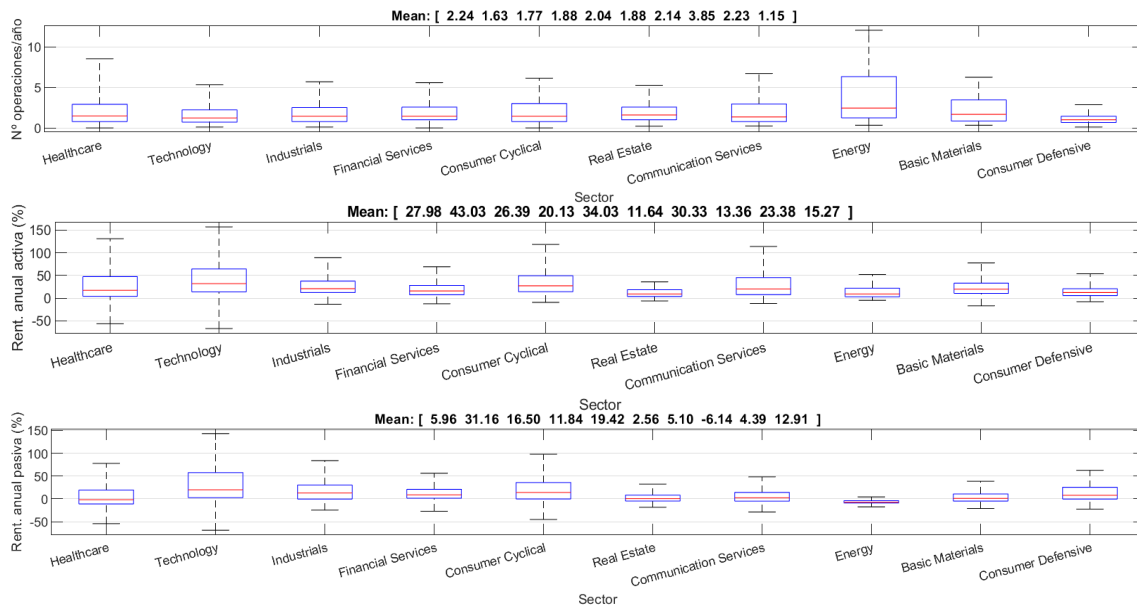 Mean: [ 2.24 1.63 1.77 1.88 2.04 1.88 2.14 3.85 2.23 1.15 ]
Nº operaciones/año
10
5
0
Healthcare
Technology
Industrials
Financial Services
Consumer Cyclical
Real Estate
Communication Services
Energy
Basic Materials
Consumer Defensive
Sector
Mean: [ 27.98 43.03 26.39 20.13 34.03 11.64 30.33 13.36 23.38 15.27 ]
Rent. anual activa (%)
150
100
50
0
-50
Healthcare
Technology
Industrials
Financial Services
Consumer Cyclical
Real Estate
Communication Services
Energy
Basic Materials
Consumer Defensive
Sector
Mean: [ 5.96 31.16 16.50 11.84 19.42 2.56 5.10 -6.14 4.39 12.91 ]
Rent. anual pasiva (%)
150
100
50
0
-50
Healthcare
Technology
Industrials
Financial Services
Consumer Cyclical
Real Estate
Communication Services
Energy
Basic Materials
Consumer Defensive
Sector